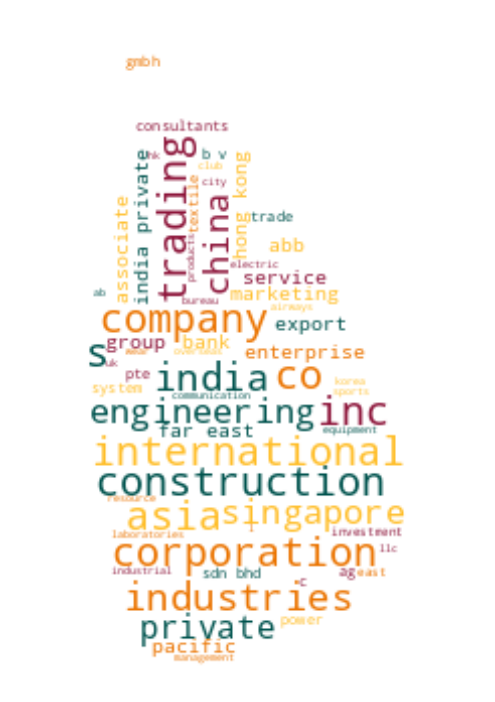 gmbh
consultants
india private
hk
trading
b v
club
city
hong kong
textile
products
china
associate
trade
abb
electric
service
ab
bureau
marketing
airways
company
export
s
group
wear
bank
overseas
enterprise
uk
pte
india
co
korea
system
communication
sports
engineering
inc
far east
equipment
international
construction
resource
asia
singapore
laboratories
investment
corporation
llc
industrial
sdn bhd
c
ag
east
industries
private
power
pacific
management